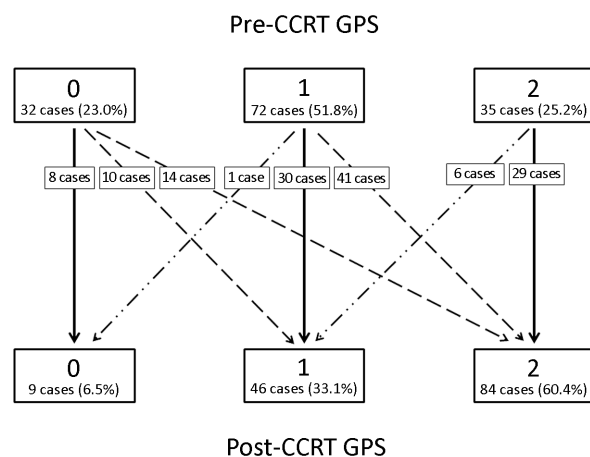 Pre-CCRT GPS
0
32 cases (23.0%)
1
72 cases (51.8%)
2
35 cases (25.2%)
8 cases
10 cases
14 cases
1 case
30 cases
41 cases
6 cases
29 cases
0
9 cases (6.5%)
1
46 cases (33.1%)
2
84 cases (60.4%)
Post-CCRT GPS